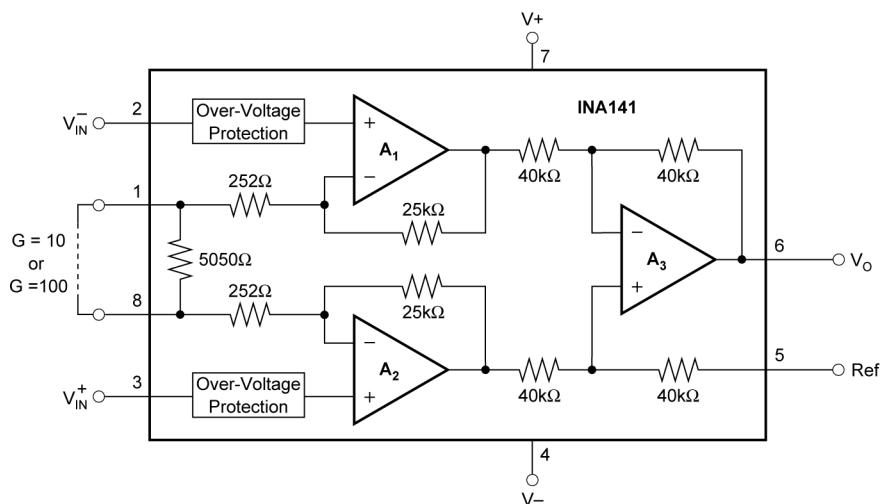 V+
7
INA141
2
V⁻IN
Over-Voltage
Protection
+
A1
−
40kΩ
40kΩ
1
252Ω
25kΩ
G = 10
or
G =100
5050Ω
−
A3
+
6
VO
8
252Ω
25kΩ
−
A2
+
40kΩ
40kΩ
5
Ref
3
V⁺IN
Over-Voltage
Protection
4
V–